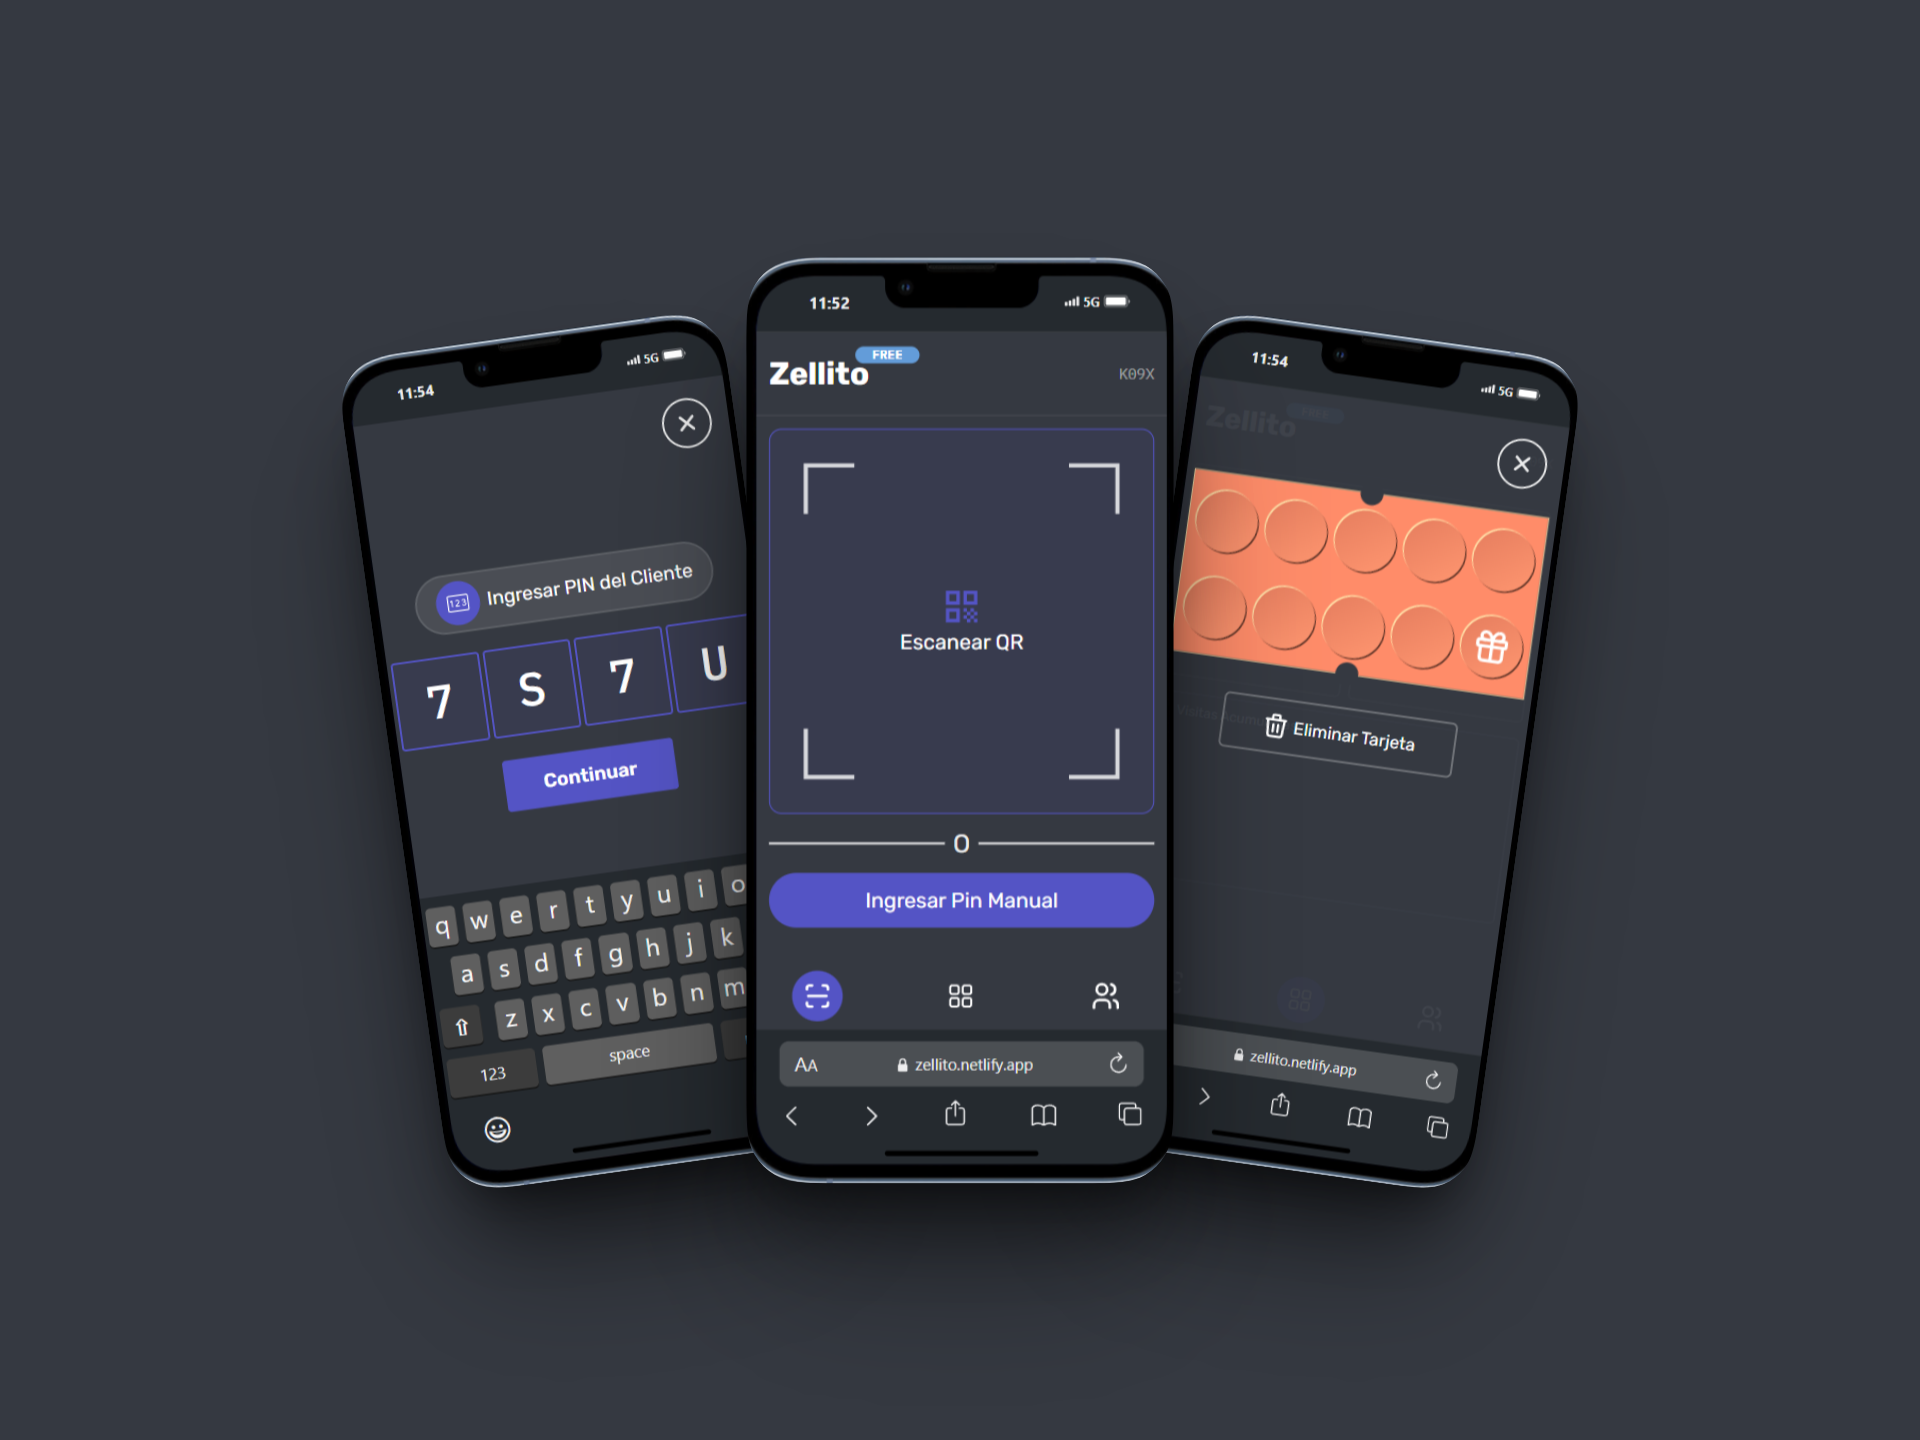 11:54
5G
123
Ingresar PIN del Cliente
7 S 7 U
Continuar
q w e r t y u i o
a s d f g h j k
z x c v b n m
123 space
11:52
5G
Zellito FREE
K09X
Escanear QR
O
Ingresar Pin Manual
AA zellito.netlify.app
11:54
5G
Zellito
Eliminar Tarjeta
zellito.netlify.app